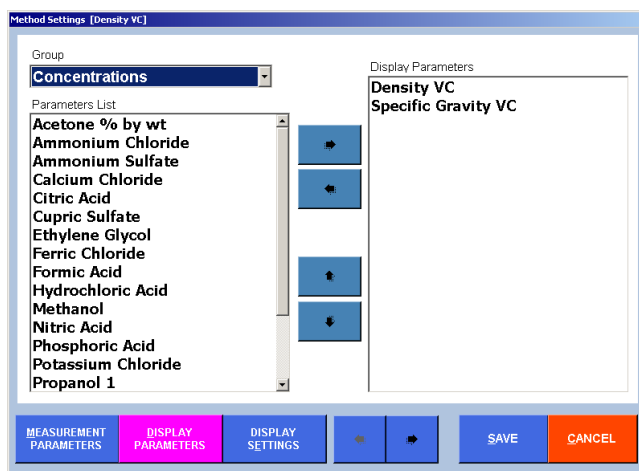 Method Settings [Density VC]
Group
Concentrations
Parameters List
Acetone % by wt
Ammonium Chloride
Ammonium Sulfate
Calcium Chloride
Citric Acid
Cupric Sulfate
Ethylene Glycol
Ferric Chloride
Formic Acid
Hydrochloric Acid
Methanol
Nitric Acid
Phosphoric Acid
Potassium Chloride
Propanol 1
Display Parameters
Density VC
Specific Gravity VC
MEASUREMENT
PARAMETERS
DISPLAY
PARAMETERS
DISPLAY
SETTINGS
SAVE
CANCEL